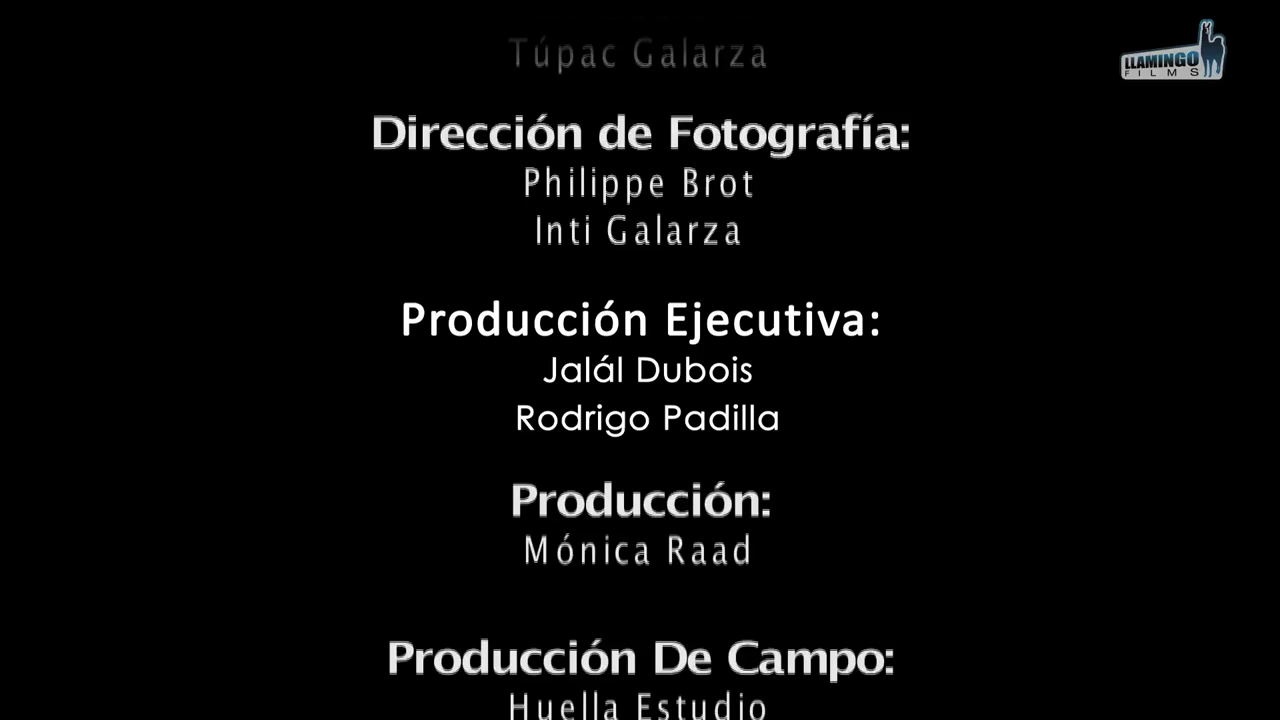 Túpac Galarza
LLAMINGO
FILMS
Dirección de Fotografía:
Philippe Brot
Inti Galarza
Producción Ejecutiva:
Jalál Dubois
Rodrigo Padilla
Producción:
Mónica Raad
Producción De Campo:
Huella Estudio